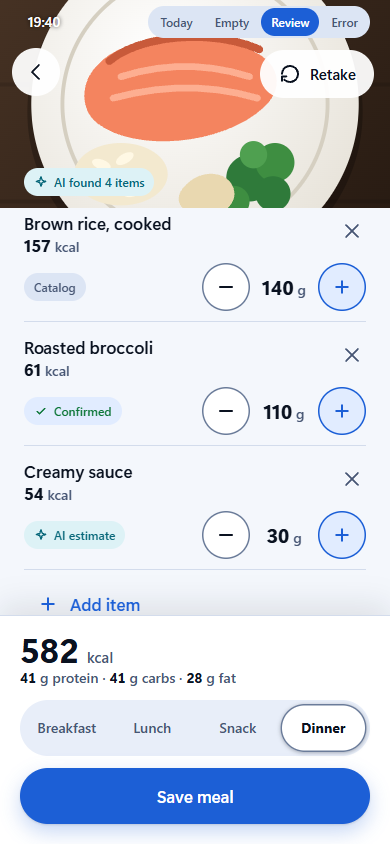 19:40
Today Empty Review Error
Retake
AI found 4 items
Brown rice, cooked
157 kcal
Catalog
140 g
Roasted broccoli
61 kcal
Confirmed
110 g
Creamy sauce
54 kcal
AI estimate
30 g
Add item
582 kcal
41 g protein · 41 g carbs · 28 g fat
Breakfast Lunch Snack Dinner
Save meal